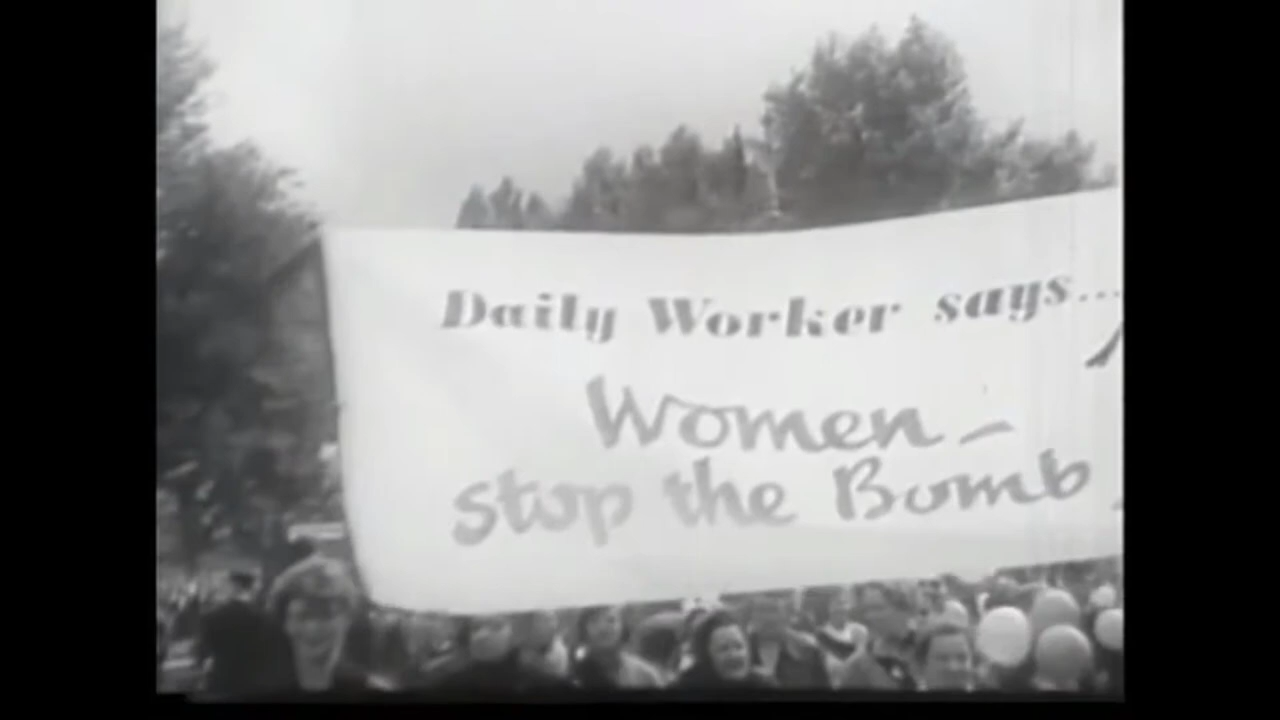 Daily Worker says...
Women –
stop the Bomb